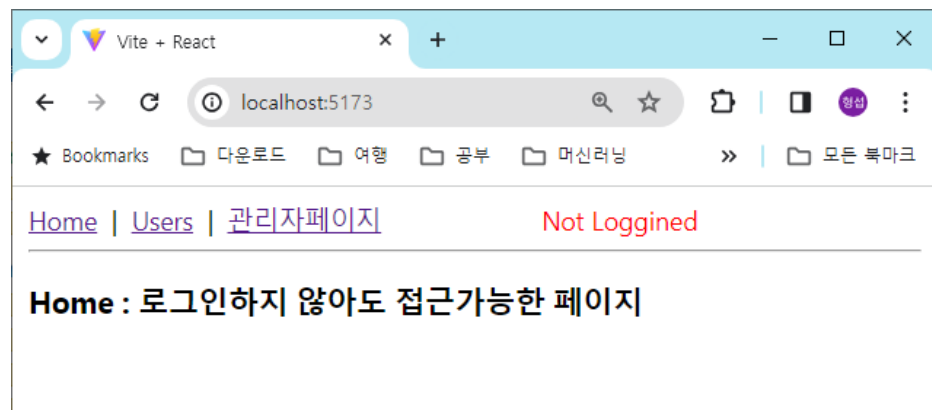 Vite + React
localhost:5173
형섭
Bookmarks 다운로드 여행 공부 머신러닝 » 모든 북마크
Home | Users | 관리자페이지 Not Loggined
Home : 로그인하지 않아도 접근가능한 페이지